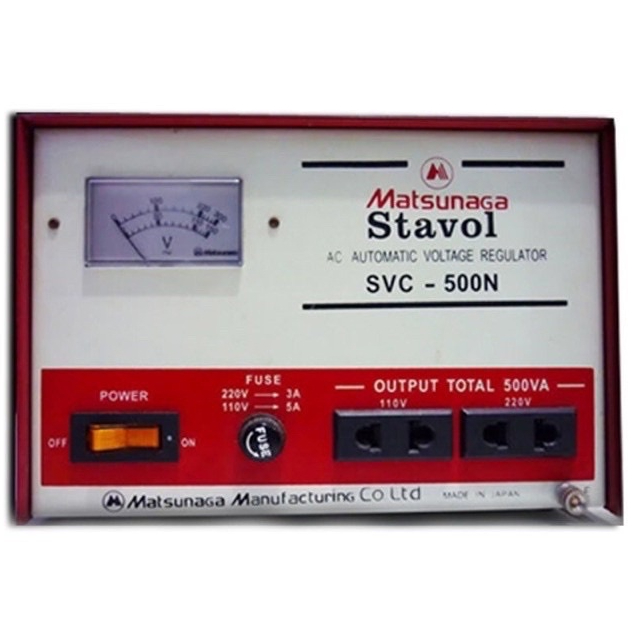 Matsunaga
Stavol
AC AUTOMATIC VOLTAGE REGULATOR
SVC - 500N
V
Matsunaga
FUSE
220V → 3A
110V → 5A
POWER
OFF
ON
FUSE
OUTPUT TOTAL 500VA
110V
220V
Matsunaga Manufacturing Co Ltd
MADE IN JAPAN